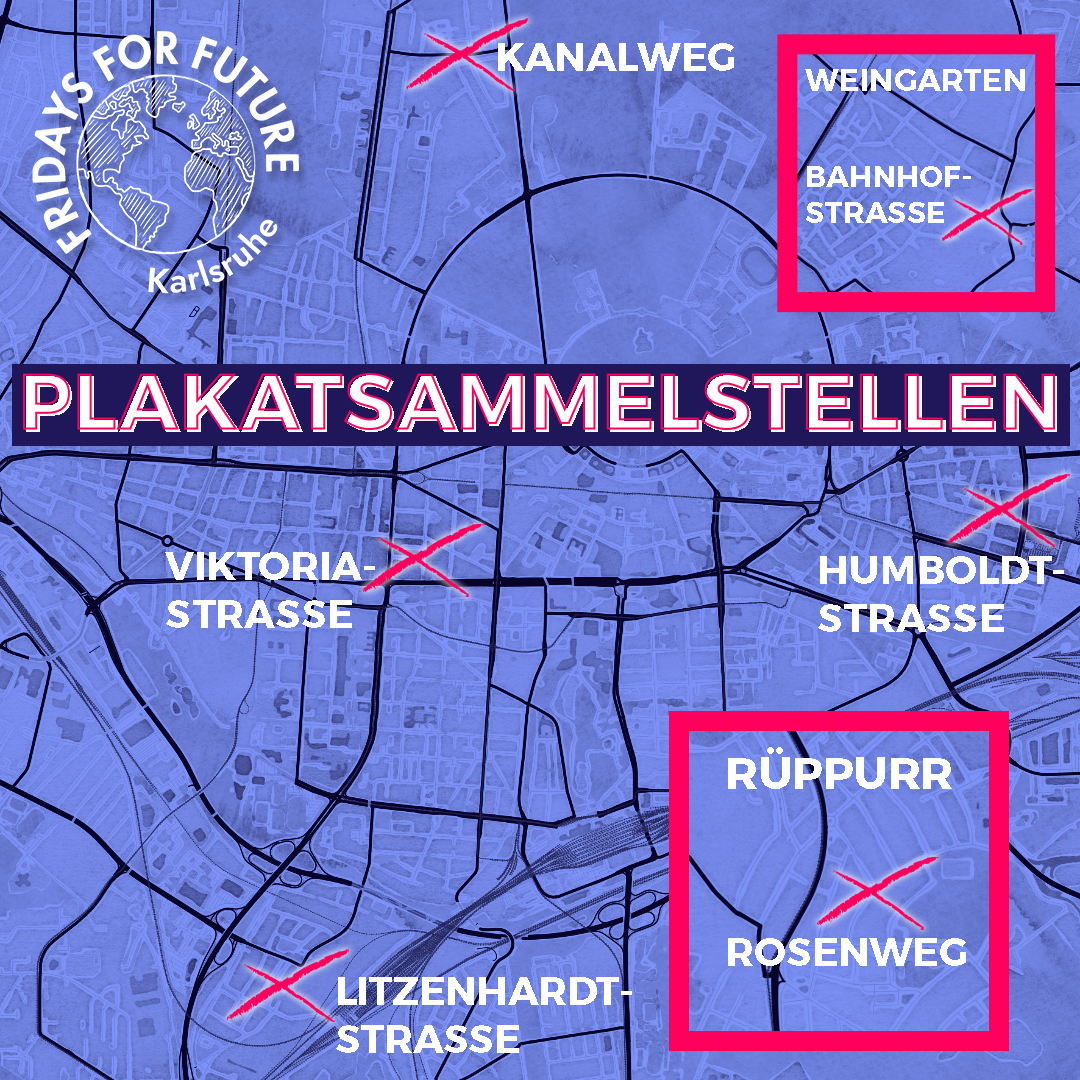 FRIDAYS FOR FUTURE
Karlsruhe
KANALWEG
WEINGARTEN
BAHNHOF-
STRASSE
PLAKATSAMMELSTELLEN
VIKTORIA-
STRASSE
HUMBOLDT-
STRASSE
RÜPPURR
ROSENWEG
LITZENHARDT-
STRASSE